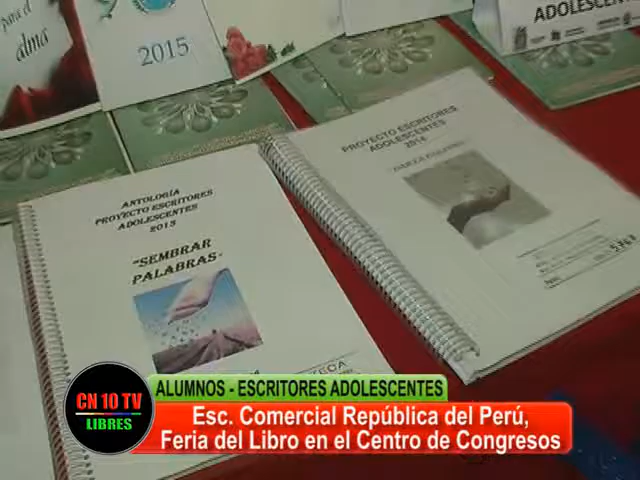 para el
alma
2015
ADOLESCENTE
ANTOLOGÍA
PROYECTO ESCRITORES
ADOLESCENTES
2015
"SEMBRAR
PALABRAS"
PROYECTO ESCRITORES
ADOLESCENTES
2014
CN 10 TV
LIBRES
ALUMNOS - ESCRITORES ADOLESCENTES
Esc. Comercial República del Perú,
Feria del Libro en el Centro de Congresos